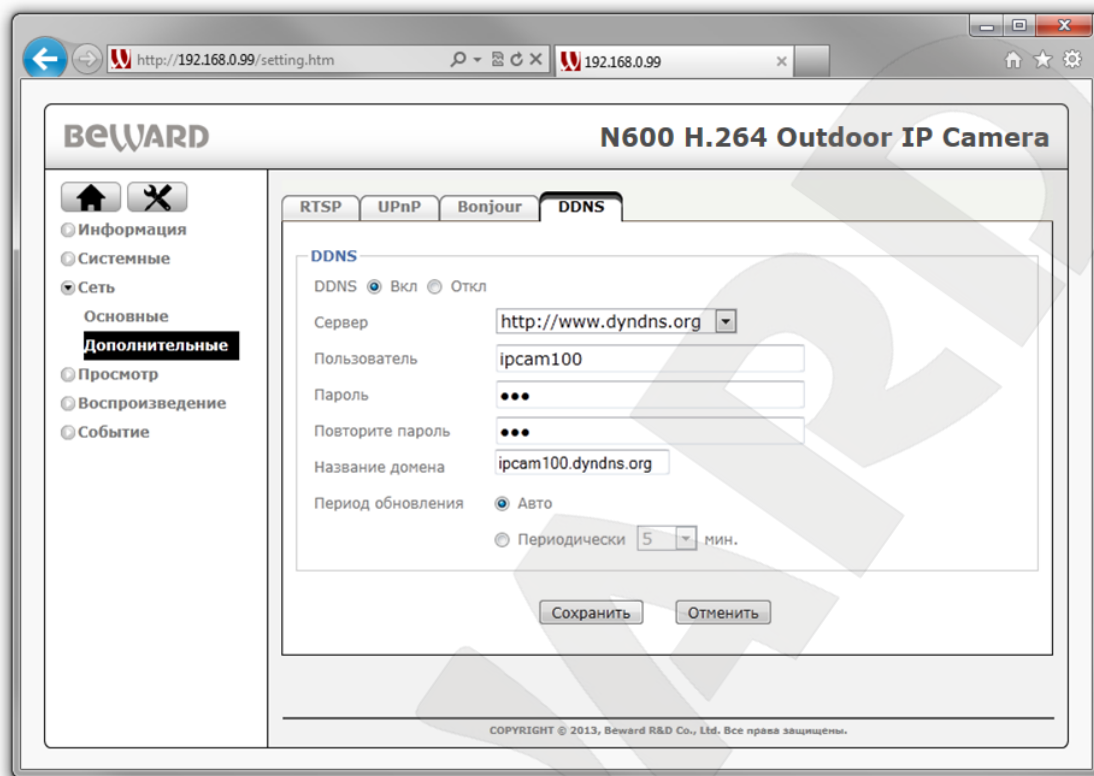 http://192.168.0.99/setting.htm
192.168.0.99
BEWARD
N600 H.264 Outdoor IP Camera
RTSP UPnP Bonjour DDNS
Информация
Системные
Сеть
Основные
Дополнительные
Просмотр
Воспроизведение
Событие
DDNS
DDNS Вкл Откл
Сервер http://www.dyndns.org
Пользователь ipcam100
Пароль •••
Повторите пароль •••
Название домена ipcam100.dyndns.org
Период обновления Авто
Периодически 5 мин.
Сохранить Отменить
COPYRIGHT © 2013, Beward R&D Co., Ltd. Все права защищены.